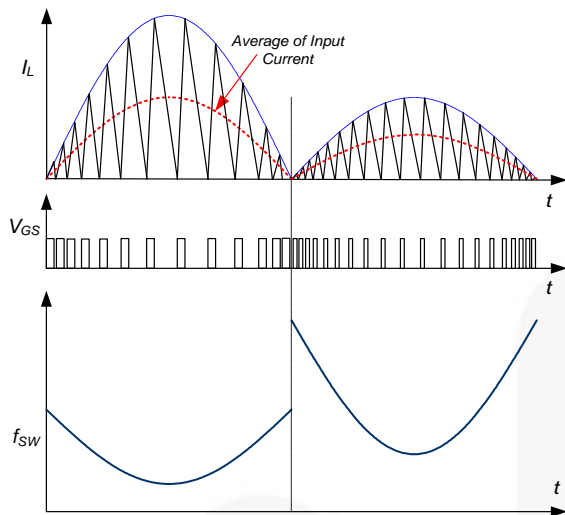 Average of Input
Current
I_L
t
V_GS
t
f_SW
t